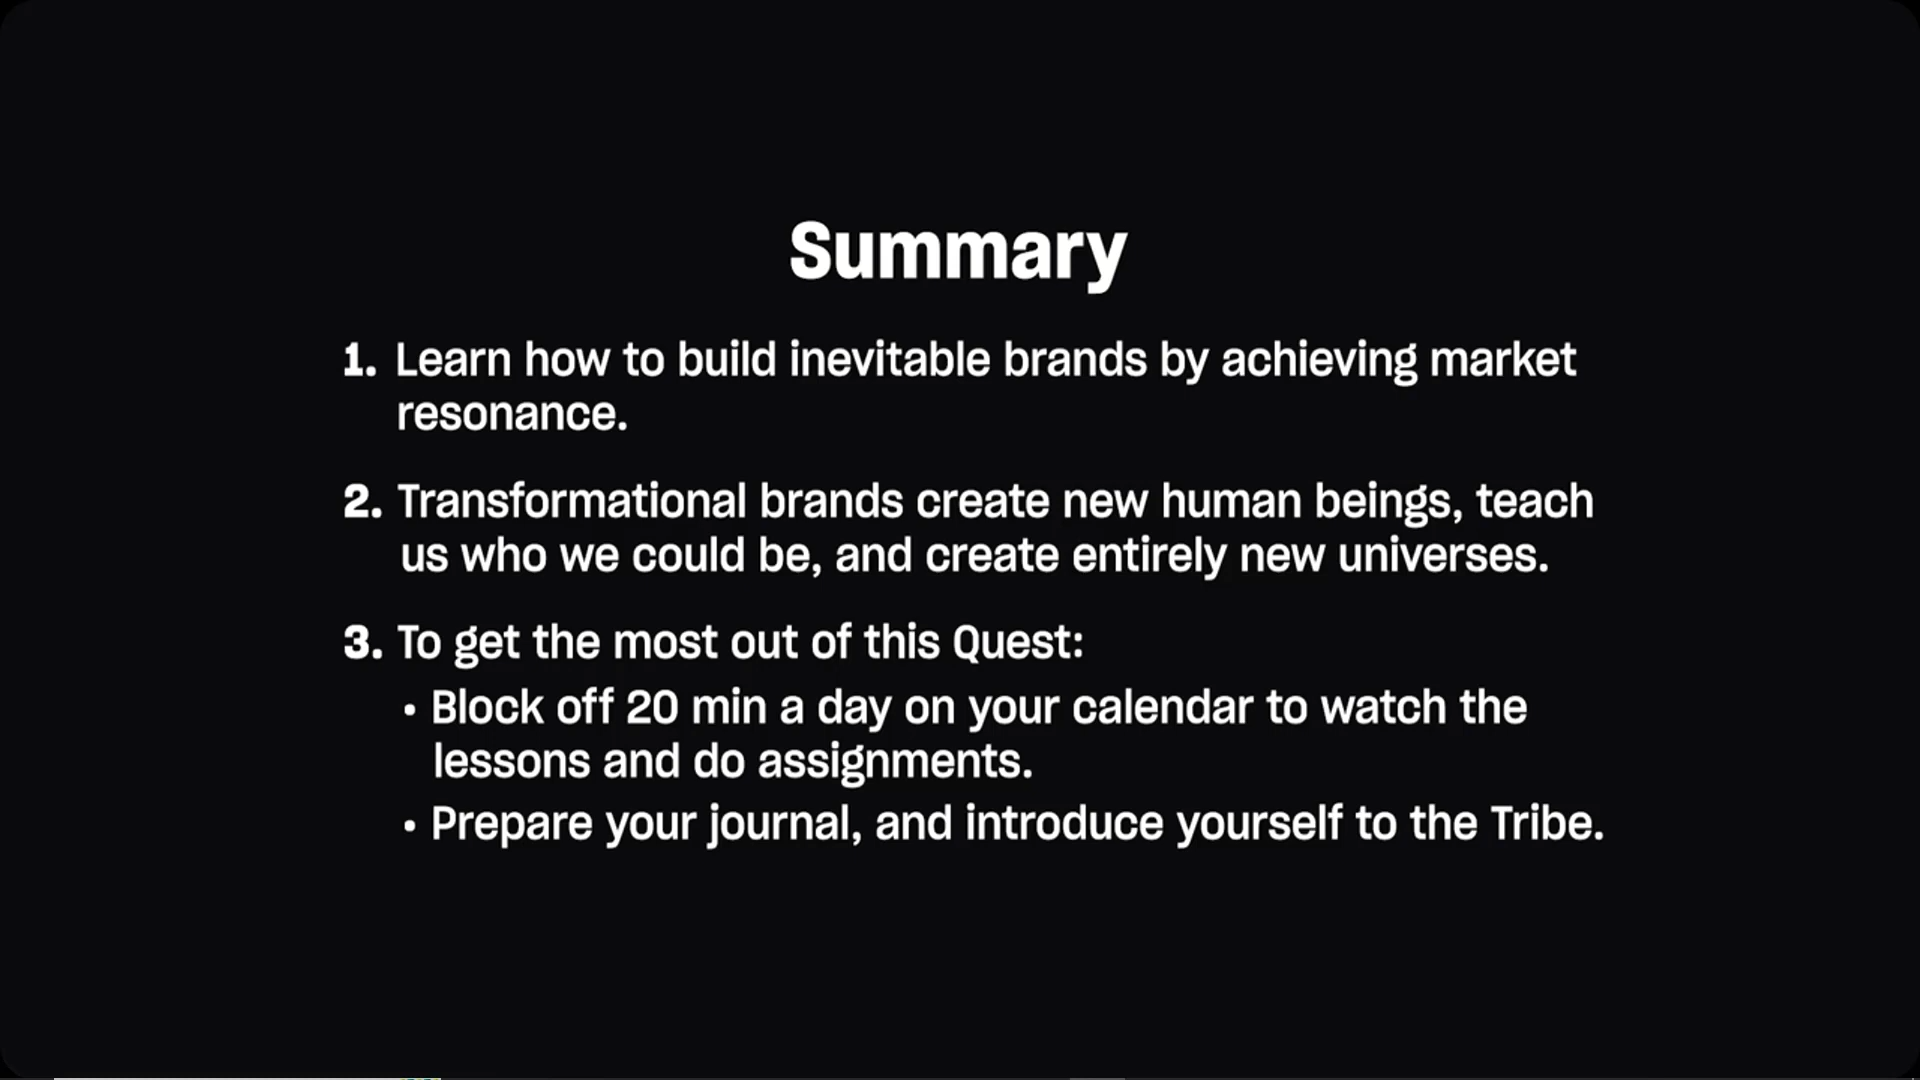 Summary
1. Learn how to build inevitable brands by achieving market
resonance.
2. Transformational brands create new human beings, teach
us who we could be, and create entirely new universes.
3. To get the most out of this Quest:
• Block off 20 min a day on your calendar to watch the
lessons and do assignments.
• Prepare your journal, and introduce yourself to the Tribe.